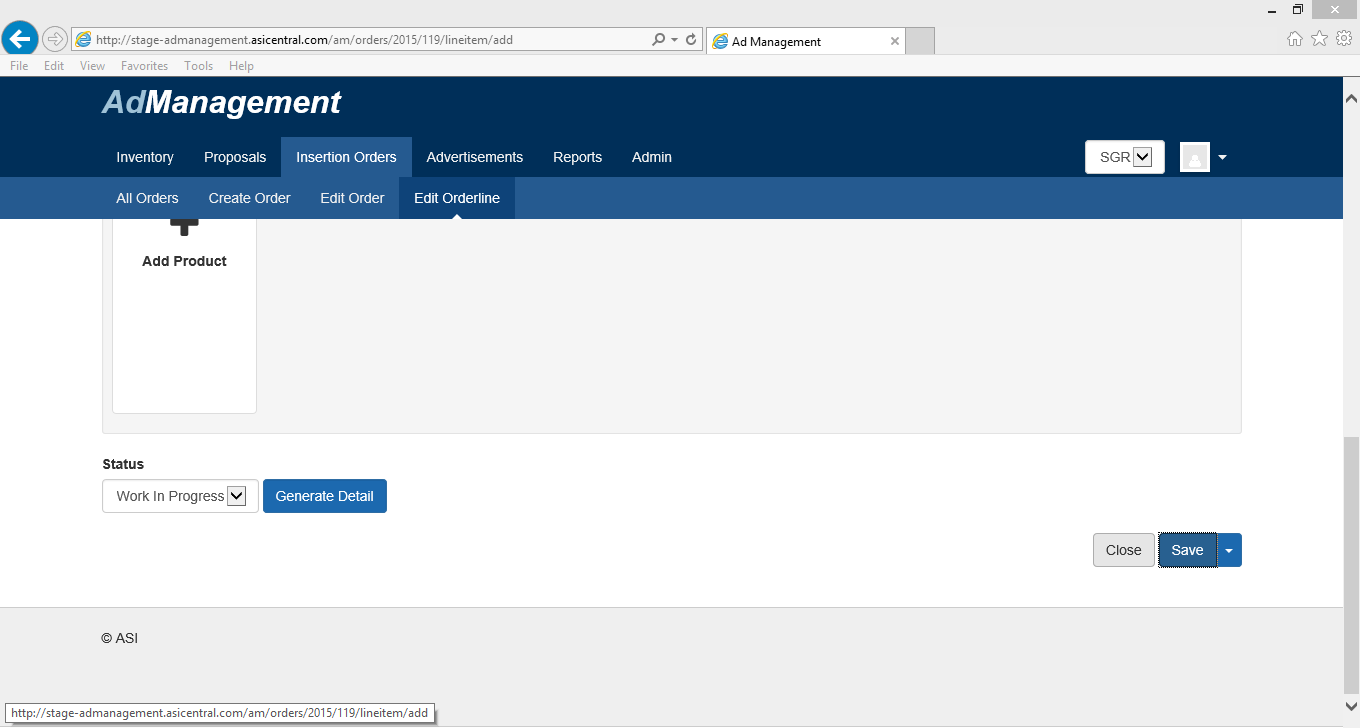 http://stage-admanagement.asicentral.com/am/orders/2015/119/lineitem/add
Ad Management
File Edit View Favorites Tools Help
AdManagement
Inventory Proposals Insertion Orders Advertisements Reports Admin SGR
All Orders Create Order Edit Order Edit Orderline
Add Product
Status
Work In Progress Generate Detail
Close Save
© ASI
http://stage-admanagement.asicentral.com/am/orders/2015/119/lineitem/add